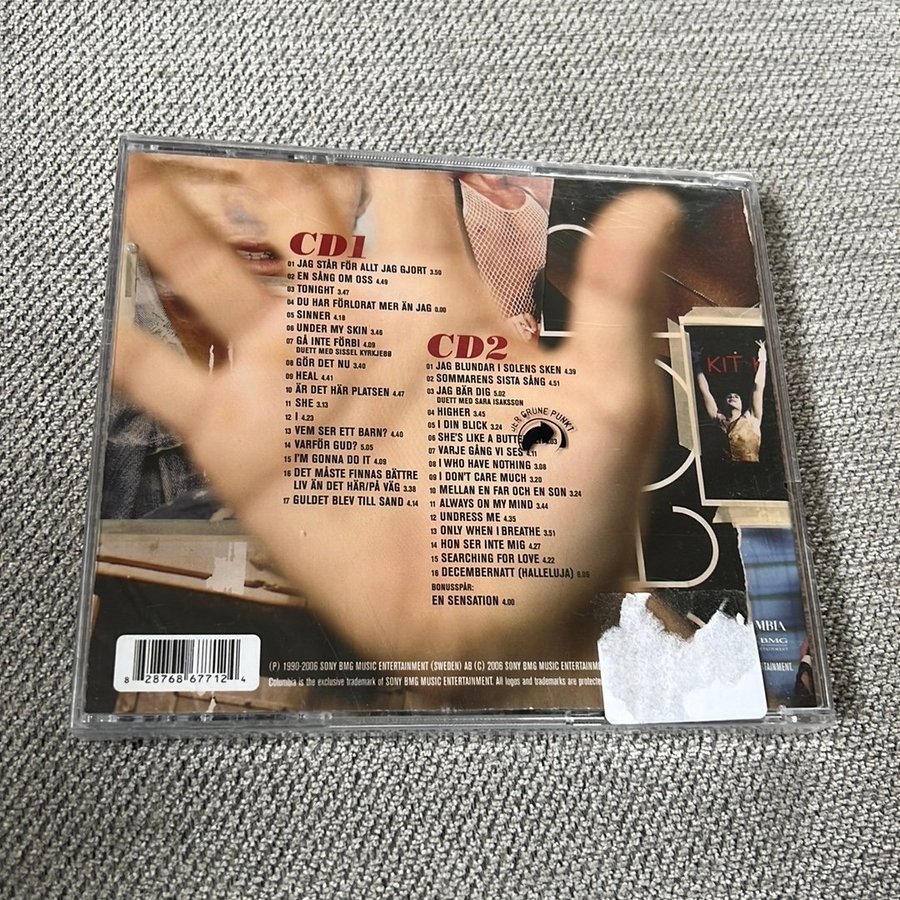 CD1
01 JAG STÅR FÖR ALLT JAG GJORT 3.50
02 EN SÅNG OM OSS 4.49
03 TONIGHT 3.47
04 DU HAR FÖRLORAT MER ÄN JAG 0.00
05 SINNER 4.18
06 UNDER MY SKIN 3.46
07 GÅ INTE FÖRBI 4.09
DUETT MED SISSEL KYRKJEBØ
08 GÖR DET NU 3.40
09 HEAL 4.41
10 ÄR DET HÄR PLATSEN 4.47
11 SHE 3.13
12 I 4.23
13 VEM SER ETT BARN? 4.40
14 VARFÖR GUD? 5.05
15 I'M GONNA DO IT 4.09
16 DET MÅSTE FINNAS BÄTTRE
LIV ÄN DET HÄR/PÅ VÄG 3.38
17 GULDET BLEV TILL SAND 4.14
CD2
01 JAG BLUNDAR I SOLENS SKEN 4.39
02 SOMMARENS SISTA SÅNG 4.51
03 JAG BÄR DIG 5.02
DUETT MED SARA ISAKSSON
04 HIGHER 3.45
05 I DIN BLICK 3.24
06 SHE'S LIKE A
07 VARJE GÅNG VI SES 4.11
08 I WHO HAVE NOTHING 3.08
09 I DON'T CARE MUCH 3.20
10 MELLAN EN FAR OCH EN SON 3.24
11 ALWAYS ON MY MIND 3.44
12 UNDRESS ME 4.35
13 ONLY WHEN I BREATHE 3.51
14 HON SER INTE MIG 4.27
15 SEARCHING FOR LOVE 4.22
16 DECEMBERNATT (HALLELUJA) 6.05
BONUSSPÅR:
EN SENSATION 4.00
DER GRÜNE PUNKT
KIT
BMG
8 28768 67712 4
(P) 1990-2006 SONY BMG MUSIC ENTERTAINMENT (SWEDEN) AB (C) 2006 SONY BMG MUSIC
Columbia is the exclusive trademark of SONY BMG MUSIC ENTERTAINMENT. All logos and trademarks are protected